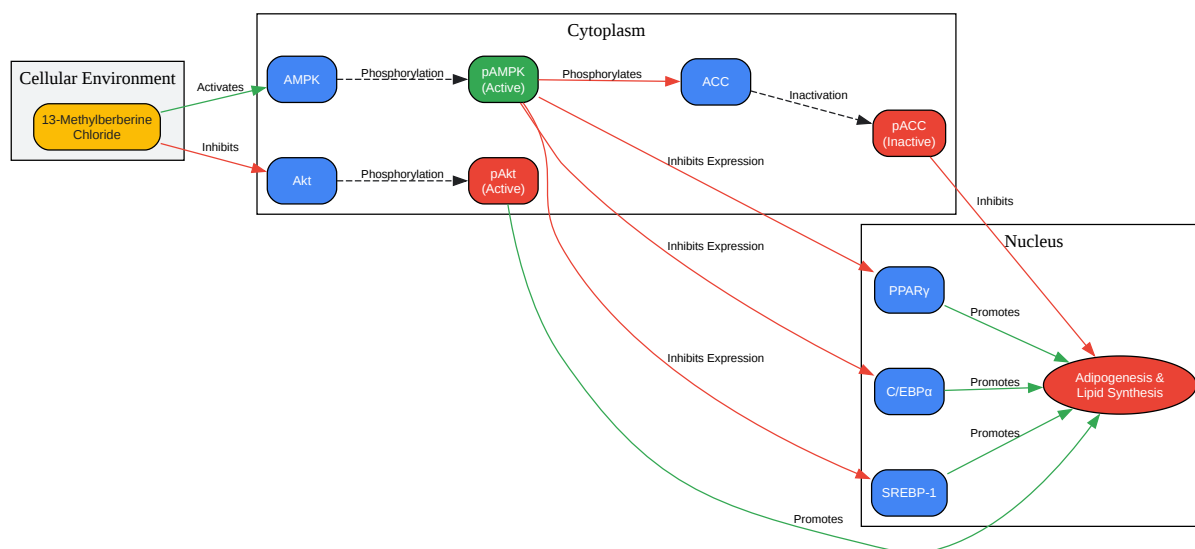 Cytoplasm
Cellular Environment
13-Methylberberine
Chloride
Activates
Inhibits
AMPK
Phosphorylation
pAMPK
(Active)
Phosphorylates
ACC
Inactivation
pACC
(Inactive)
Akt
Phosphorylation
pAkt
(Active)
Inhibits Expression
Inhibits
Nucleus
Inhibits Expression
PPARγ
Promotes
Inhibits Expression
C/EBPα
Promotes
Adipogenesis &
Lipid Synthesis
Promotes
SREBP-1
Promotes